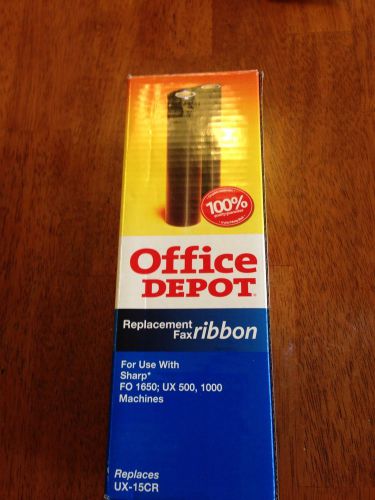 100%
Office
DEPOT
Replacement
Fax ribbon
For Use With
Sharp*
FO 1650; UX 500, 1000
Machines
Replaces
UX-15CR